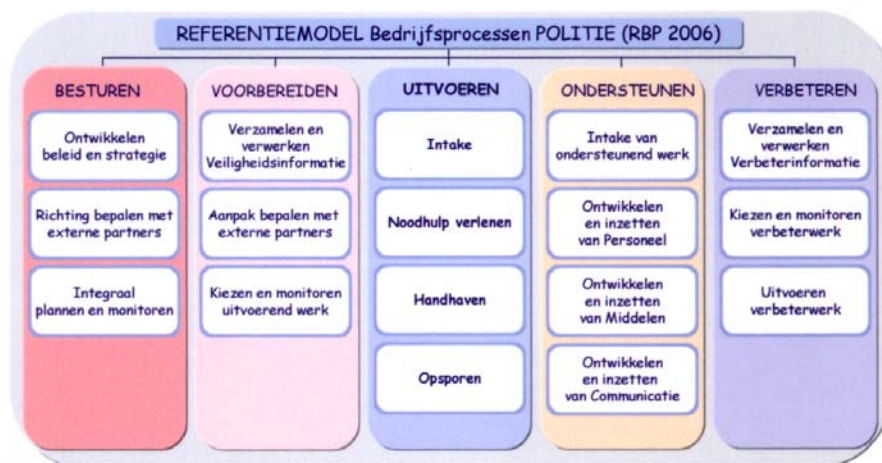 REFERENTIEMODEL Bedrijfsprocessen POLITIE (RBP 2006)
BESTUREN
Ontwikkelen
beleid en strategie
Richting bepalen met
externe partners
Integraal
plannen en monitoren
VOORBEREIDEN
Verzamelen en
verwerken
Veiligheidsinformatie
Aanpak bepalen met
externe partners
Kiezen en monitoren
uitvoerend werk
UITVOEREN
Intake
Noodhulp verlenen
Handhaven
Opsporen
ONDERSTEUNEN
Intake van
ondersteunend werk
Ontwikkelen
en inzetten
van Personeel
Ontwikkelen
en inzetten
van Middelen
Ontwikkelen
en inzetten
van Communicatie
VERBETEREN
Verzamelen en
verwerken
Verbeterinformatie
Kiezen en monitoren
verbeterwerk
Uitvoeren
verbeterwerk